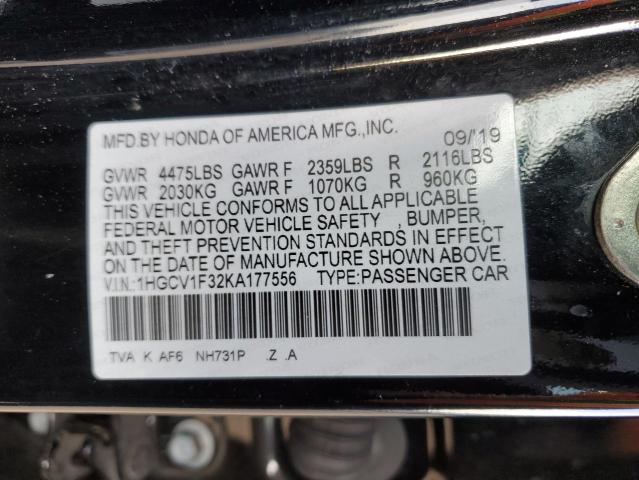 MFD.BY HONDA OF AMERICA MFG.,INC. 09/'19
GVWR 4475LBS GAWR F 2359LBS R 2116LBS
GVWR 2030KG GAWR F 1070KG R 960KG
THIS VEHICLE CONFORMS TO ALL APPLICABLE
FEDERAL MOTOR VEHICLE SAFETY , BUMPER,
AND THEFT PREVENTION STANDARDS IN EFFECT
ON THE DATE OF MANUFACTURE SHOWN ABOVE.
V.I.N.:1HGCV1F32KA177556 TYPE:PASSENGER CAR
TVA K AF6 NH731P .Z .A